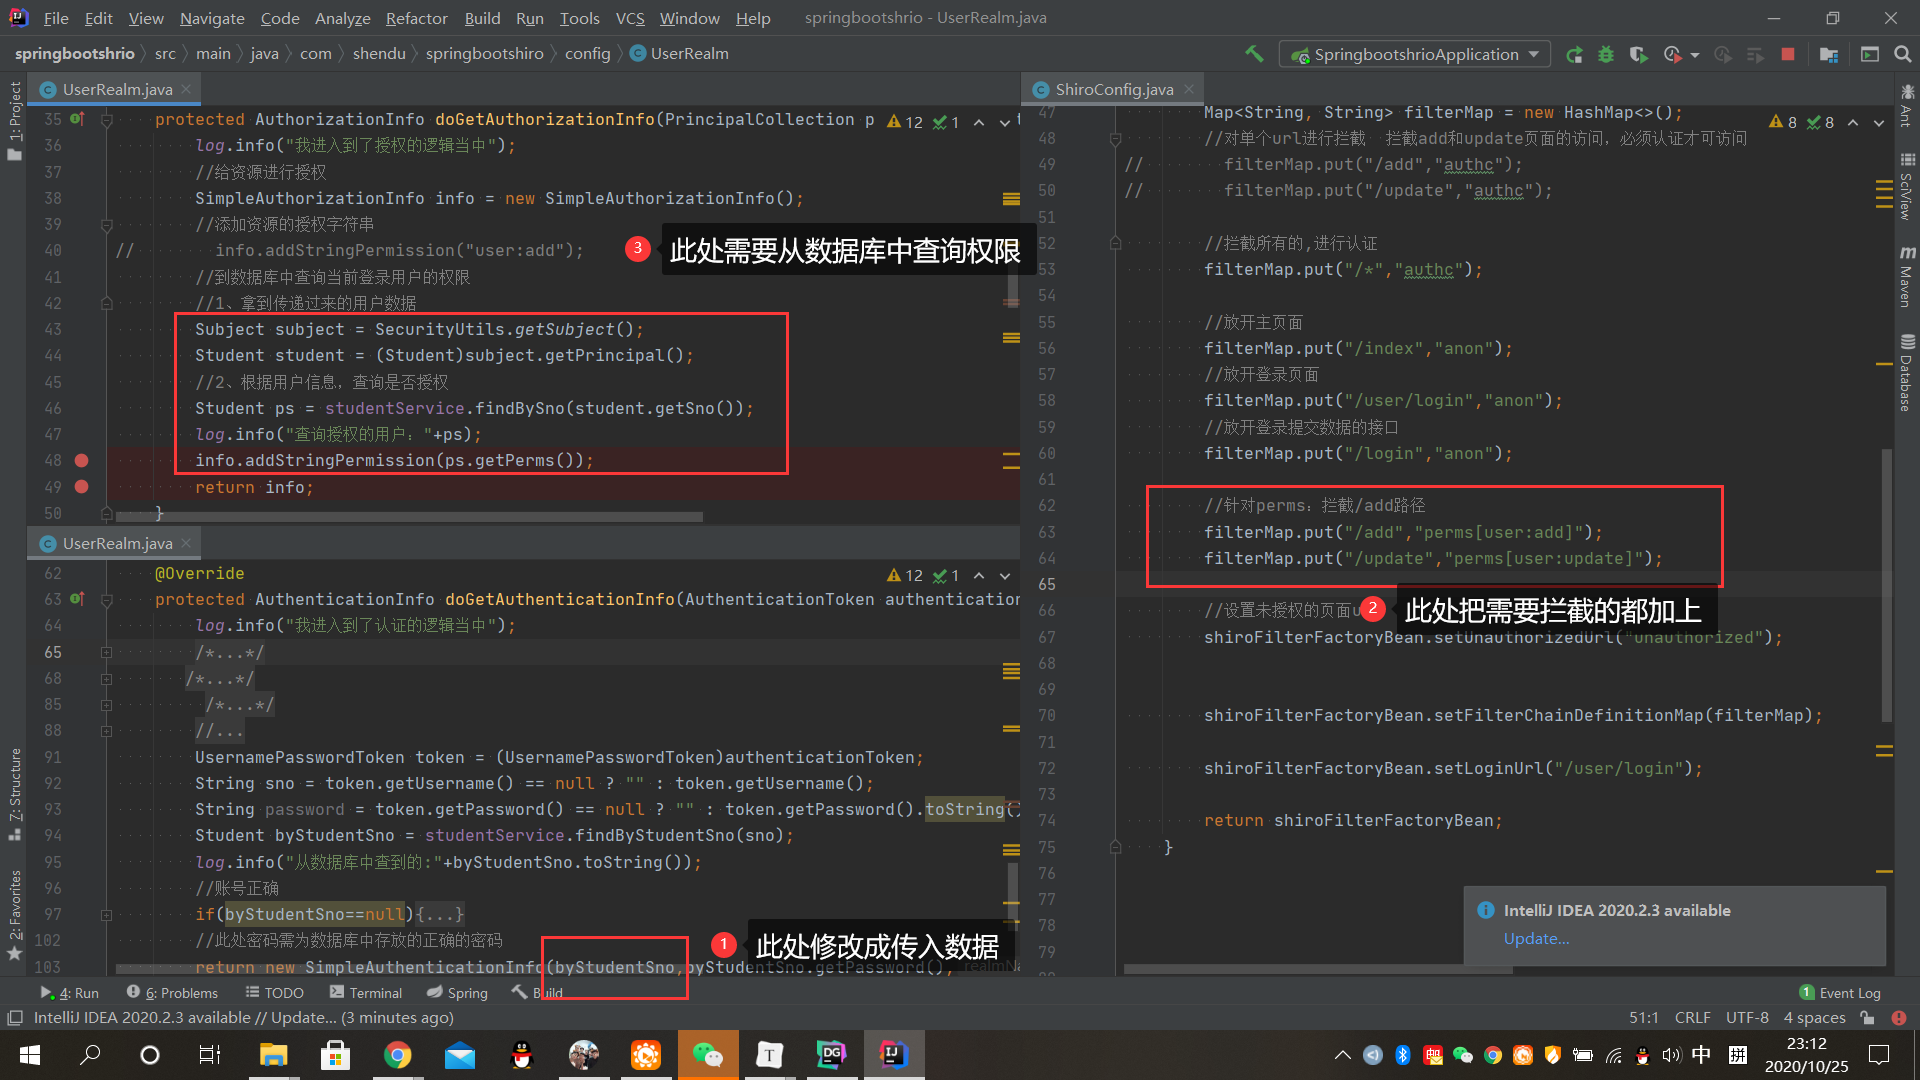 File Edit View Navigate Code Analyze Refactor Build Run Tools VCS Window Help springbootshrio - UserRealm.java
springbootshrio src main java com shendu springbootshiro config UserRealm
SpringbootshrioApplication
1: Project
UserRealm.java
35 protected AuthorizationInfo doGetAuthorizationInfo(PrincipalCollection p 12 1
36 log.info("我进入到了授权的逻辑当中");
37 //给资源进行授权
38 SimpleAuthorizationInfo info = new SimpleAuthorizationInfo();
39 //添加资源的授权字符串
40 // info.addStringPermission("user:add");
3 此处需要从数据库中查询权限
41 //到数据库中查询当前登录用户的权限
42 //1、拿到传递过来的用户数据
43 Subject subject = SecurityUtils.getSubject();
44 Student student = (Student)subject.getPrincipal();
45 //2、根据用户信息，查询是否授权
46 Student ps = studentService.findBySno(student.getSno());
47 log.info("查询授权的用户："+ps);
48 info.addStringPermission(ps.getPerms());
49 return info;
50 }
UserRealm.java
62 @Override 12 1
63 protected AuthenticationInfo doGetAuthenticationInfo(AuthenticationToken authentication
64 log.info("我进入到了认证的逻辑当中");
65 /*...*/
68 /*...*/
85 /*...*/
88 //...
91 UsernamePasswordToken token = (UsernamePasswordToken)authenticationToken;
92 String sno = token.getUsername() == null ? "" : token.getUsername();
93 String password = token.getPassword() == null ? "" : token.getPassword().toString()
94 Student byStudentSno = studentService.findByStudentSno(sno);
95 log.info("从数据库中查到的:"+byStudentSno.toString());
96 //账号正确
97 if(byStudentSno==null){...}
102 //此处密码需为数据库中存放的正确的密码
1 此处修改成传入数据
103 return new SimpleAuthenticationInfo(byStudentSno,byStudentSno.getPassword(),
ShiroConfig.java
47 Map<String, String> filterMap = new HashMap<>();
8 8
48 //对单个url进行拦截 拦截add和update页面的访问，必须认证才可访问
49 // filterMap.put("/add","authc");
50 // filterMap.put("/update","authc");
51
52 //拦截所有的,进行认证
53 filterMap.put("/*","authc");
54
55 //放开主页面
56 filterMap.put("/index","anon");
57 //放开登录页面
58 filterMap.put("/user/login","anon");
59 //放开登录提交数据的接口
60 filterMap.put("/login","anon");
61
62 //针对perms：拦截/add路径
63 filterMap.put("/add","perms[user:add]");
64 filterMap.put("/update","perms[user:update]");
65
66 //设置未授权的页面u
2 此处把需要拦截的都加上
67 shiroFilterFactoryBean.setUnauthorizedUrl("unauthorized");
68
69
70 shiroFilterFactoryBean.setFilterChainDefinitionMap(filterMap);
71
72 shiroFilterFactoryBean.setLoginUrl("/user/login");
73
74 return shiroFilterFactoryBean;
75 }
76
77
78
79
Ant
SciView
Maven
Database
7: Structure
2: Favorites
IntelliJ IDEA 2020.2.3 available
Update...
4: Run 6: Problems TODO Terminal Spring Build 1 Event Log
IntelliJ IDEA 2020.2.3 available // Update... (3 minutes ago) 51:1 CRLF UTF-8 4 spaces
中 拼 23:12
2020/10/25